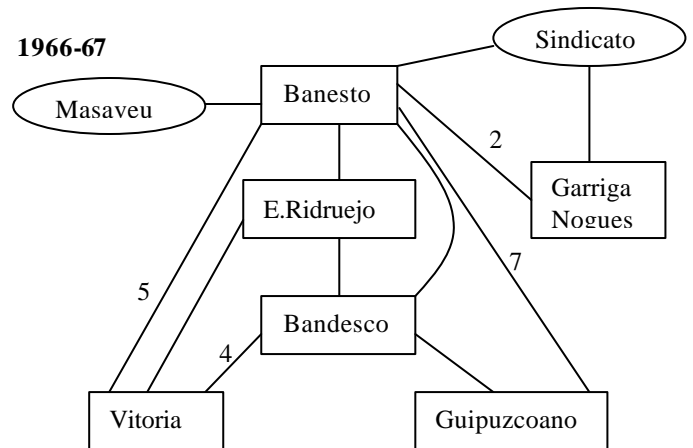 1966-67
Sindicato
Masaveu
Banesto
2
Garriga
Nogues
E.Ridruejo
7
5
Bandesco
4
Vitoria
Guipuzcoano